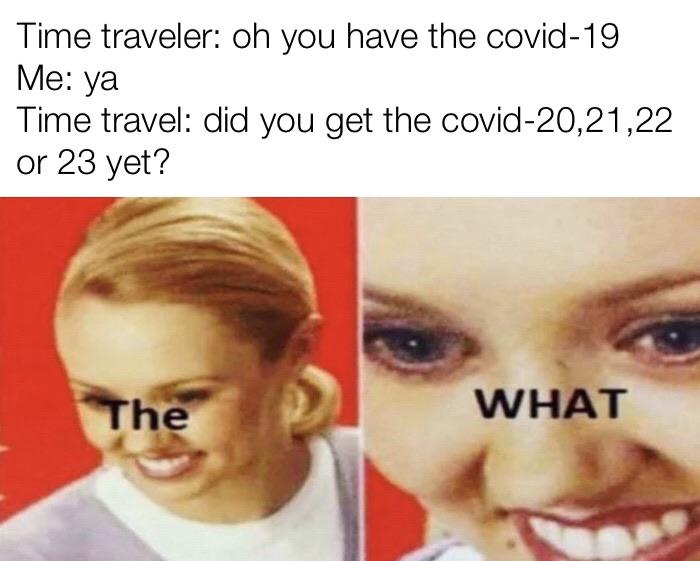 Time traveler: oh you have the covid-19
Me: ya
Time travel: did you get the covid-20,21,22
or 23 yet?
The
WHAT